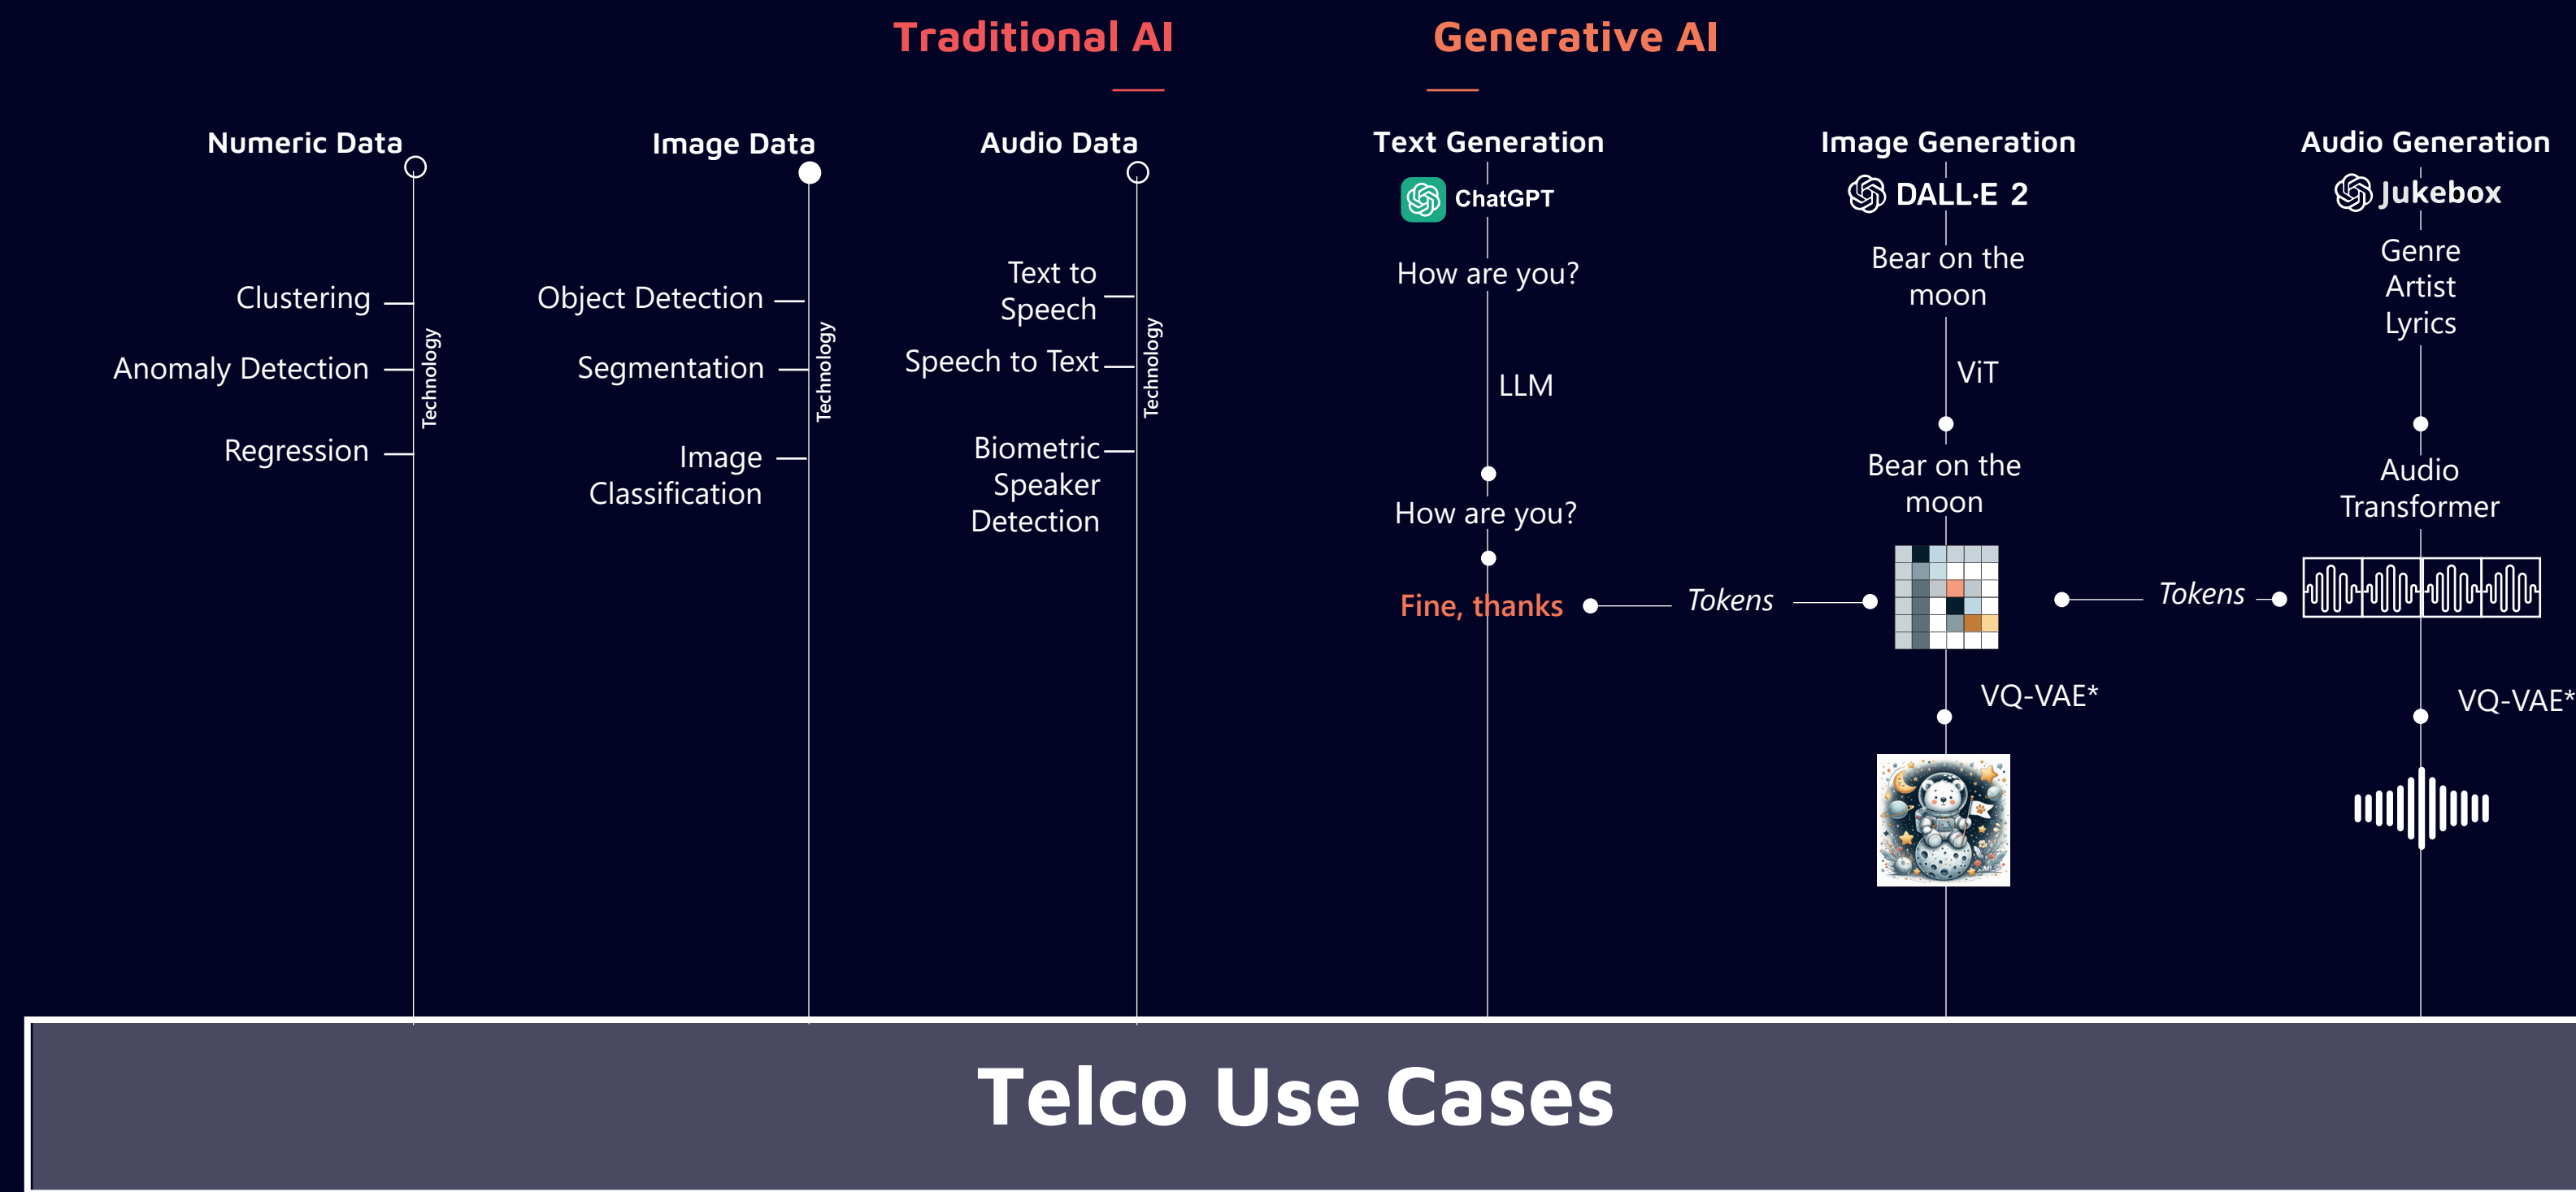 Traditional AI
Generative AI
Numeric Data
Clustering
Anomaly Detection
Regression
Technology
Image Data
Object Detection
Segmentation
Image
Classification
Technology
Audio Data
Text to
Speech
Speech to Text
Biometric
Speaker
Detection
Technology
Text Generation
ChatGPT
How are you?
LLM
How are you?
Fine, thanks
Tokens
Image Generation
DALL·E 2
Bear on the
moon
ViT
Bear on the
moon
VQ-VAE*
Tokens
Audio Generation
Jukebox
Genre
Artist
Lyrics
Audio
Transformer
VQ-VAE*
Telco Use Cases